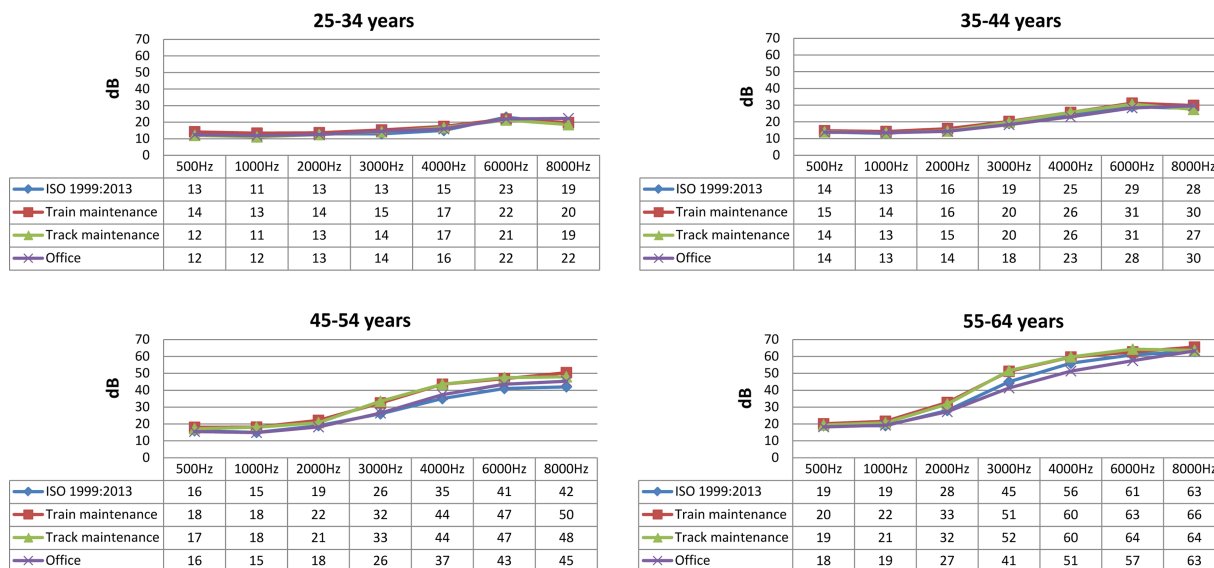 25-34 years
dB
70
60
50
40
30
20
10
0
500Hz 1000Hz 2000Hz 3000Hz 4000Hz 6000Hz 8000Hz
ISO 1999:2013 13 11 13 13 15 23 19
Train maintenance 14 13 14 15 17 22 20
Track maintenance 12 11 13 14 17 21 19
Office 12 12 13 14 16 22 22
35-44 years
dB
70
60
50
40
30
20
10
0
500Hz 1000Hz 2000Hz 3000Hz 4000Hz 6000Hz 8000Hz
ISO 1999:2013 14 13 16 19 25 29 28
Train maintenance 15 14 16 20 26 31 30
Track maintenance 14 13 15 20 26 31 27
Office 14 13 14 18 23 28 30
45-54 years
dB
70
60
50
40
30
20
10
0
500Hz 1000Hz 2000Hz 3000Hz 4000Hz 6000Hz 8000Hz
ISO 1999:2013 16 15 19 26 35 41 42
Train maintenance 18 18 22 32 44 47 50
Track maintenance 17 18 21 33 44 47 48
Office 16 15 18 26 37 43 45
55-64 years
dB
70
60
50
40
30
20
10
0
500Hz 1000Hz 2000Hz 3000Hz 4000Hz 6000Hz 8000Hz
ISO 1999:2013 19 19 28 45 56 61 63
Train maintenance 20 22 33 51 60 63 66
Track maintenance 19 21 32 52 60 64 64
Office 18 19 27 41 51 57 63